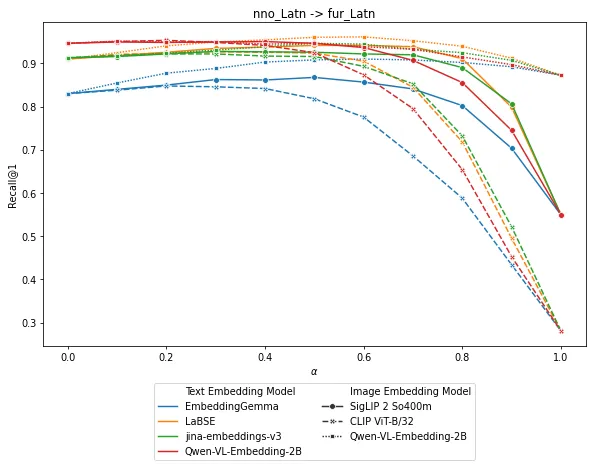 nno_Latn -> fur_Latn
Recall@1
0.9
0.8
0.7
0.6
0.5
0.4
0.3
0.0 0.2 0.4 0.6 0.8 1.0
α
Text Embedding Model
EmbeddingGemma
LaBSE
jina-embeddings-v3
Qwen-VL-Embedding-2B
Image Embedding Model
SigLIP 2 So400m
CLIP ViT-B/32
Qwen-VL-Embedding-2B